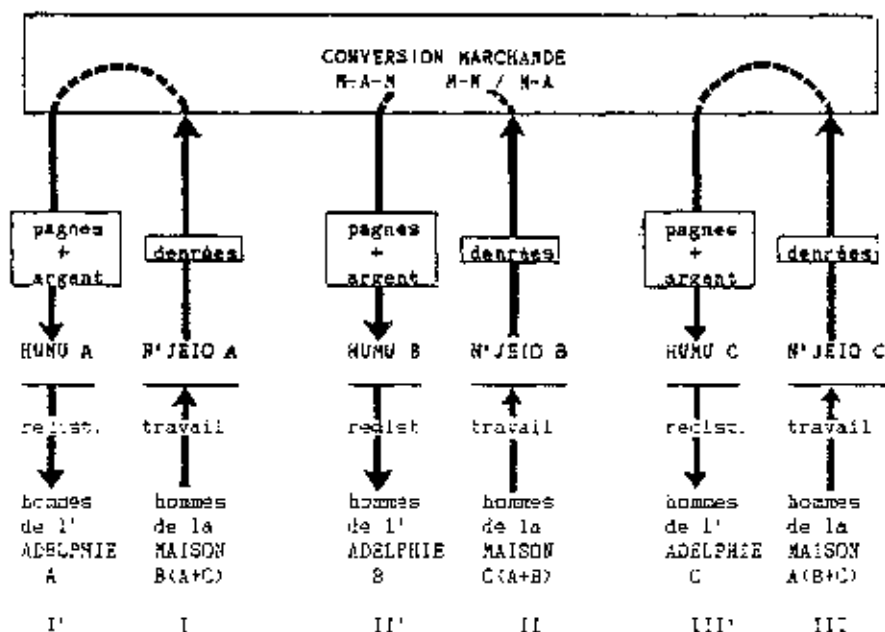 CONVERSION MARCHANDE
M-A-M M-M / M-A
pagnes pagnes pagnes
+ denrées + denrées + denrées
argent argent argent
HUMU A N'JEIO A HUMU B N'JEIO B HUMU C N'JEIO C
redist. travail redist travail redist. travail
hommes hommes hommes hommes hommes hommes
de l' de la de l' de la de l' de la
ADELPHIE MAISON ADELPHIE MAISON ADELPHIE MAISON
A B(A+C) B C(A+B) C A(B+C)
I' I II' II III' III